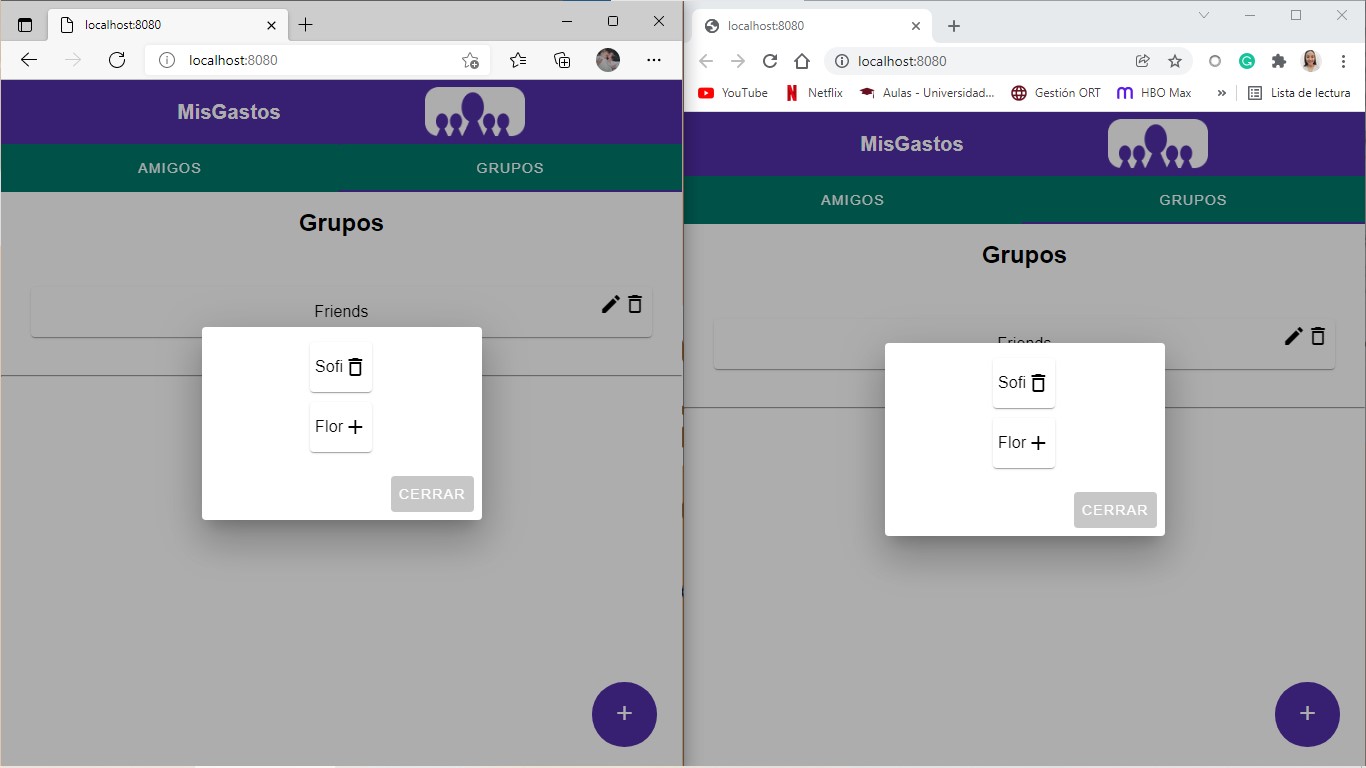 localhost:8080
localhost:8080
MisGastos
AMIGOS
GRUPOS
Grupos
Friends
Sofi
Flor
CERRAR
+
localhost:8080
localhost:8080
YouTube
Netflix
Aulas - Universidad...
Gestión ORT
HBO Max
»
Lista de lectura
MisGastos
AMIGOS
GRUPOS
Grupos
Friends
Sofi
Flor
CERRAR
+